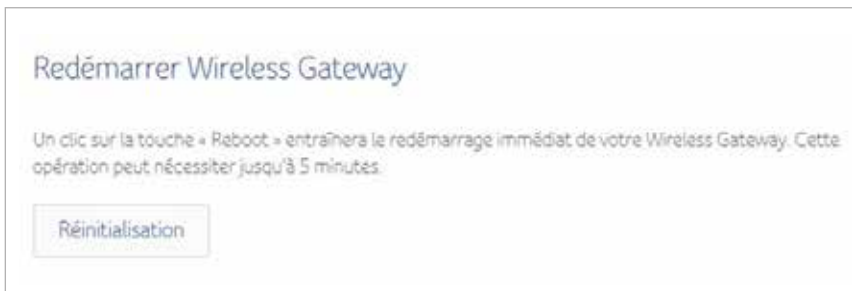 Redémarrer Wireless Gateway
Un clic sur la touche « Reboot » entraînera le redémarrage immédiat de votre Wireless Gateway. Cette
opération peut nécessiter jusqu'à 5 minutes.
Réinitialisation